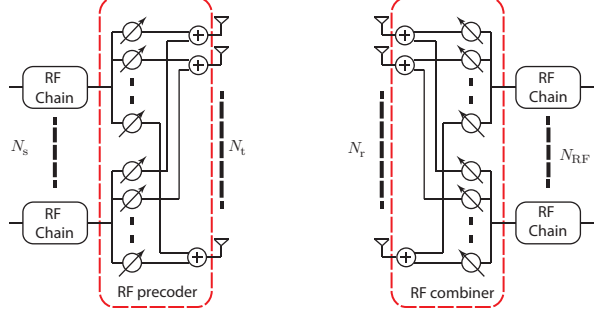 RF
Chain
N_s
RF
Chain
N_t
RF precoder
N_r
RF
Chain
N_RF
RF
Chain
RF combiner